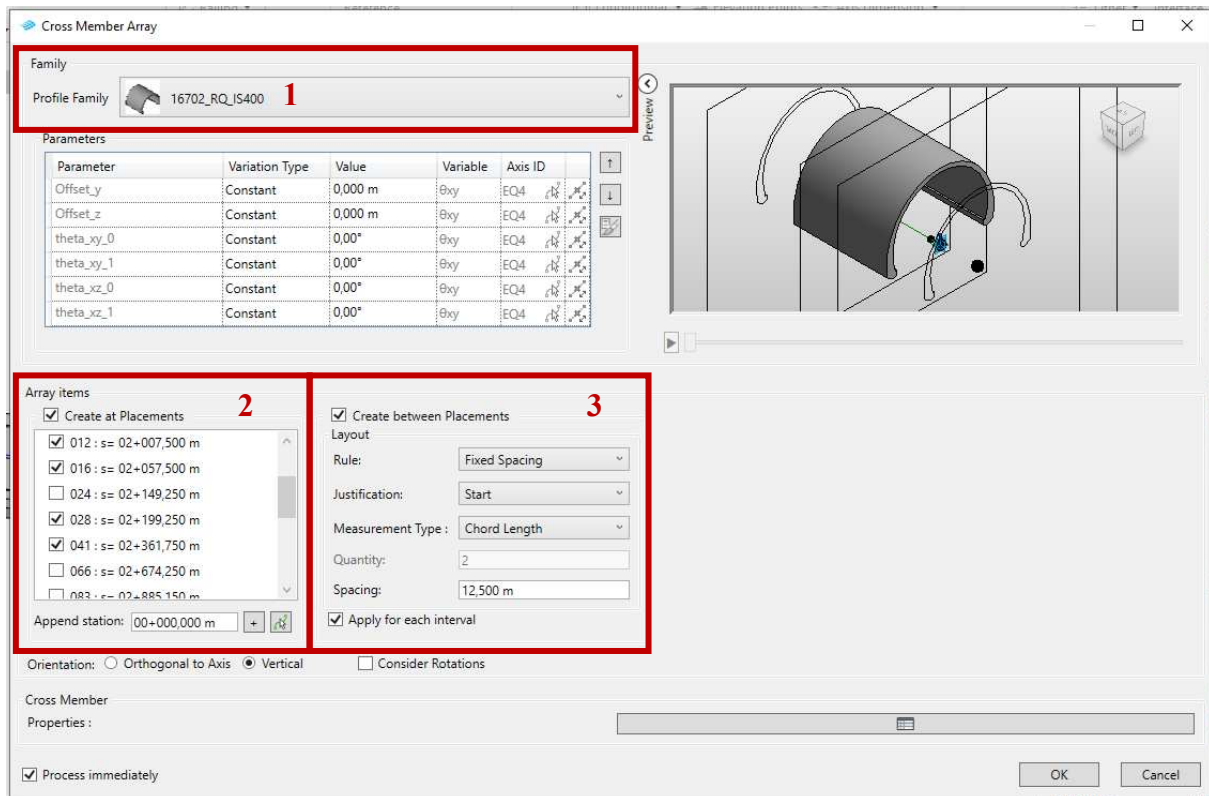 Cross Member Array
Family
Profile Family 16702_RQ_IS400 1
Preview
Parameters
Parameter Variation Type Value Variable Axis ID
Offset_y Constant 0,000 m θxy EQ4
Offset_z Constant 0,000 m θxy EQ4
theta_xy_0 Constant 0,00° θxy EQ4
theta_xy_1 Constant 0,00° θxy EQ4
theta_xz_0 Constant 0,00° θxy EQ4
theta_xz_1 Constant 0,00° θxy EQ4
Array items
Create at Placements 2
012 : s= 02+007,500 m
016 : s= 02+057,500 m
024 : s= 02+149,250 m
028 : s= 02+199,250 m
041 : s= 02+361,750 m
066 : s= 02+674,250 m
083 : s= 02+885,150 m
Append station: 00+000,000 m +
Create between Placements 3
Layout
Rule: Fixed Spacing
Justification: Start
Measurement Type : Chord Length
Quantity: 2
Spacing: 12,500 m
Apply for each interval
Orientation: Orthogonal to Axis Vertical Consider Rotations
Cross Member
Properties :
Process immediately OK Cancel